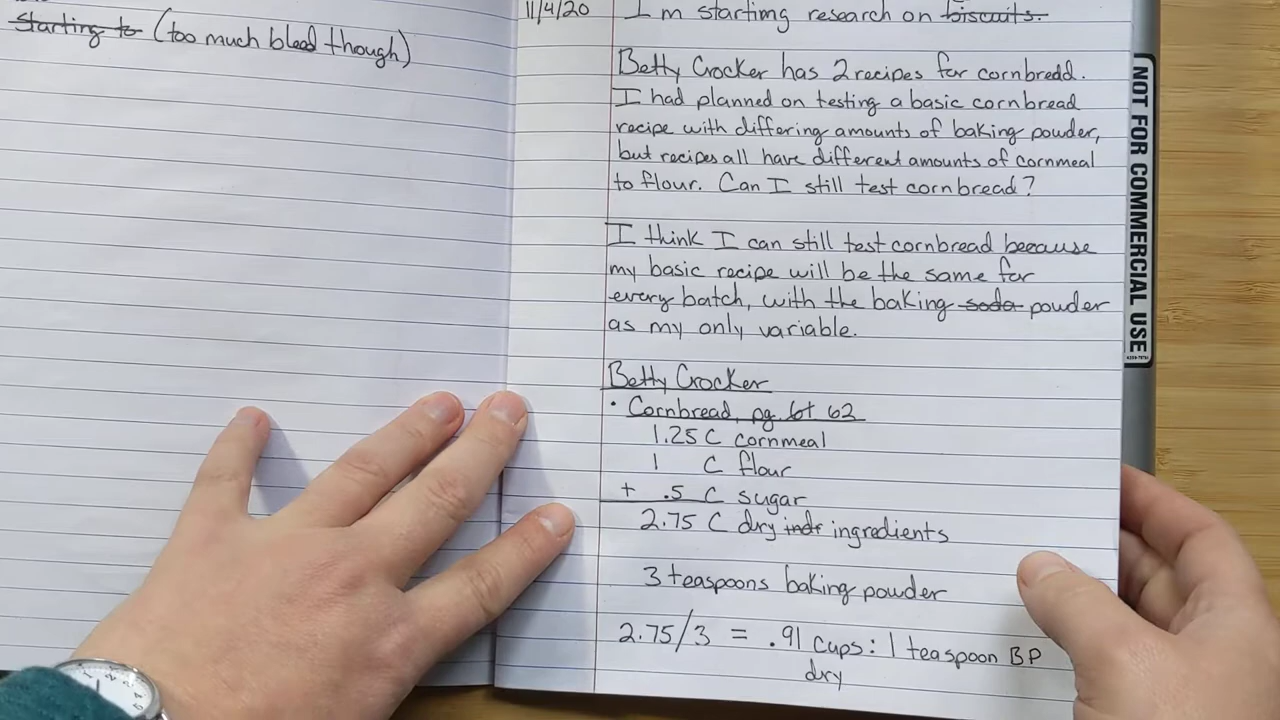 Starting to (too much bleed though)
11/4/20 I'm starting research on biscuits.
Betty Crocker has 2 recipes for cornbredd.
I had planned on testing a basic cornbread
recipe with differing amounts of baking powder,
but recipes all have different amounts of cornmeal
to flour. Can I still test cornbread?
I think I can still test cornbread because
my basic recipe will be the same for
every batch, with the baking soda powder
as my only variable.
Betty Crocker
· Cornbread, pg. lot 62
1.25 C cornmeal
1 C flour
+ .5 C sugar
2.75 C dry indr ingredients
3 teaspoons baking powder
2.75/3 = .91 cups : 1 teaspoon BP
dry
NOT FOR COMMERCIAL USE